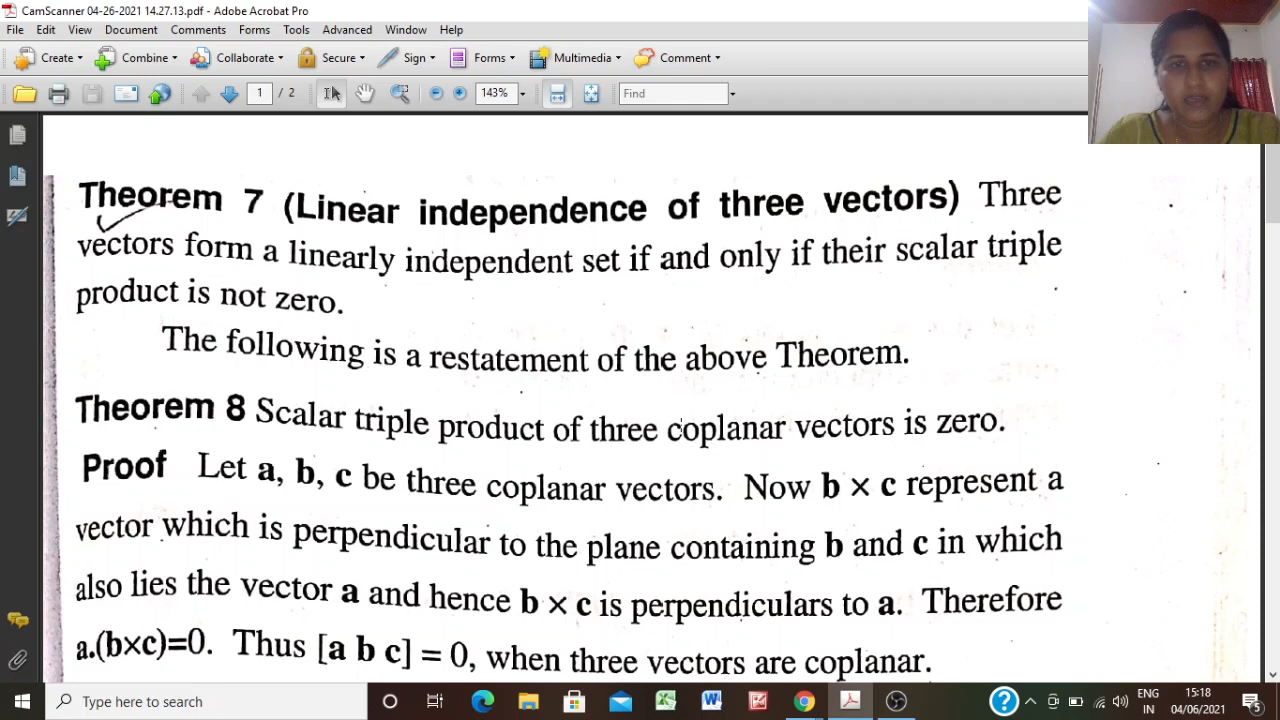 CamScanner 04-26-2021 14.27.13.pdf - Adobe Acrobat Pro
File Edit View Document Comments Forms Tools Advanced Window Help
Create Combine Collaborate Secure Sign Forms Multimedia Comment
1 / 2 143% Find
Theorem 7 (Linear independence of three vectors) Three
vectors form a linearly independent set if and only if their scalar triple
product is not zero.
The following is a restatement of the above Theorem.
Theorem 8 Scalar triple product of three coplanar vectors is zero.
Proof Let a, b, c be three coplanar vectors. Now b × c represent a
vector which is perpendicular to the plane containing b and c in which
also lies the vector a and hence b × c is perpendiculars to a. Therefore
a.(b×c)=0. Thus [a b c] = 0, when three vectors are coplanar.
Type here to search
ENG 15:18
IN 04/06/2021 5